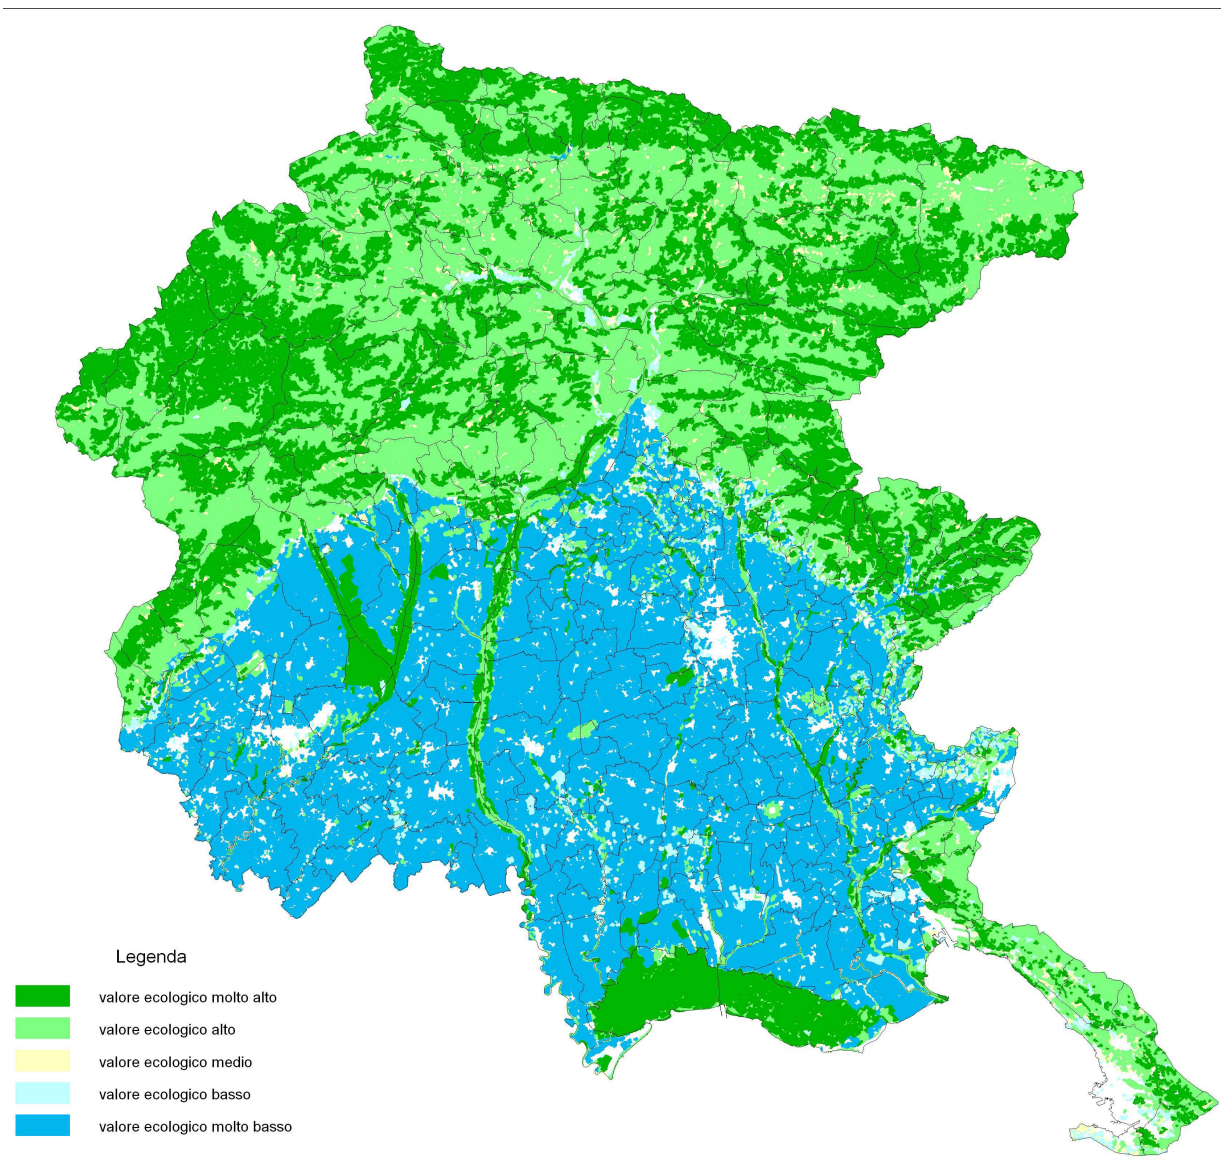 Legenda
valore ecologico molto alto
valore ecologico alto
valore ecologico medio
valore ecologico basso
valore ecologico molto basso